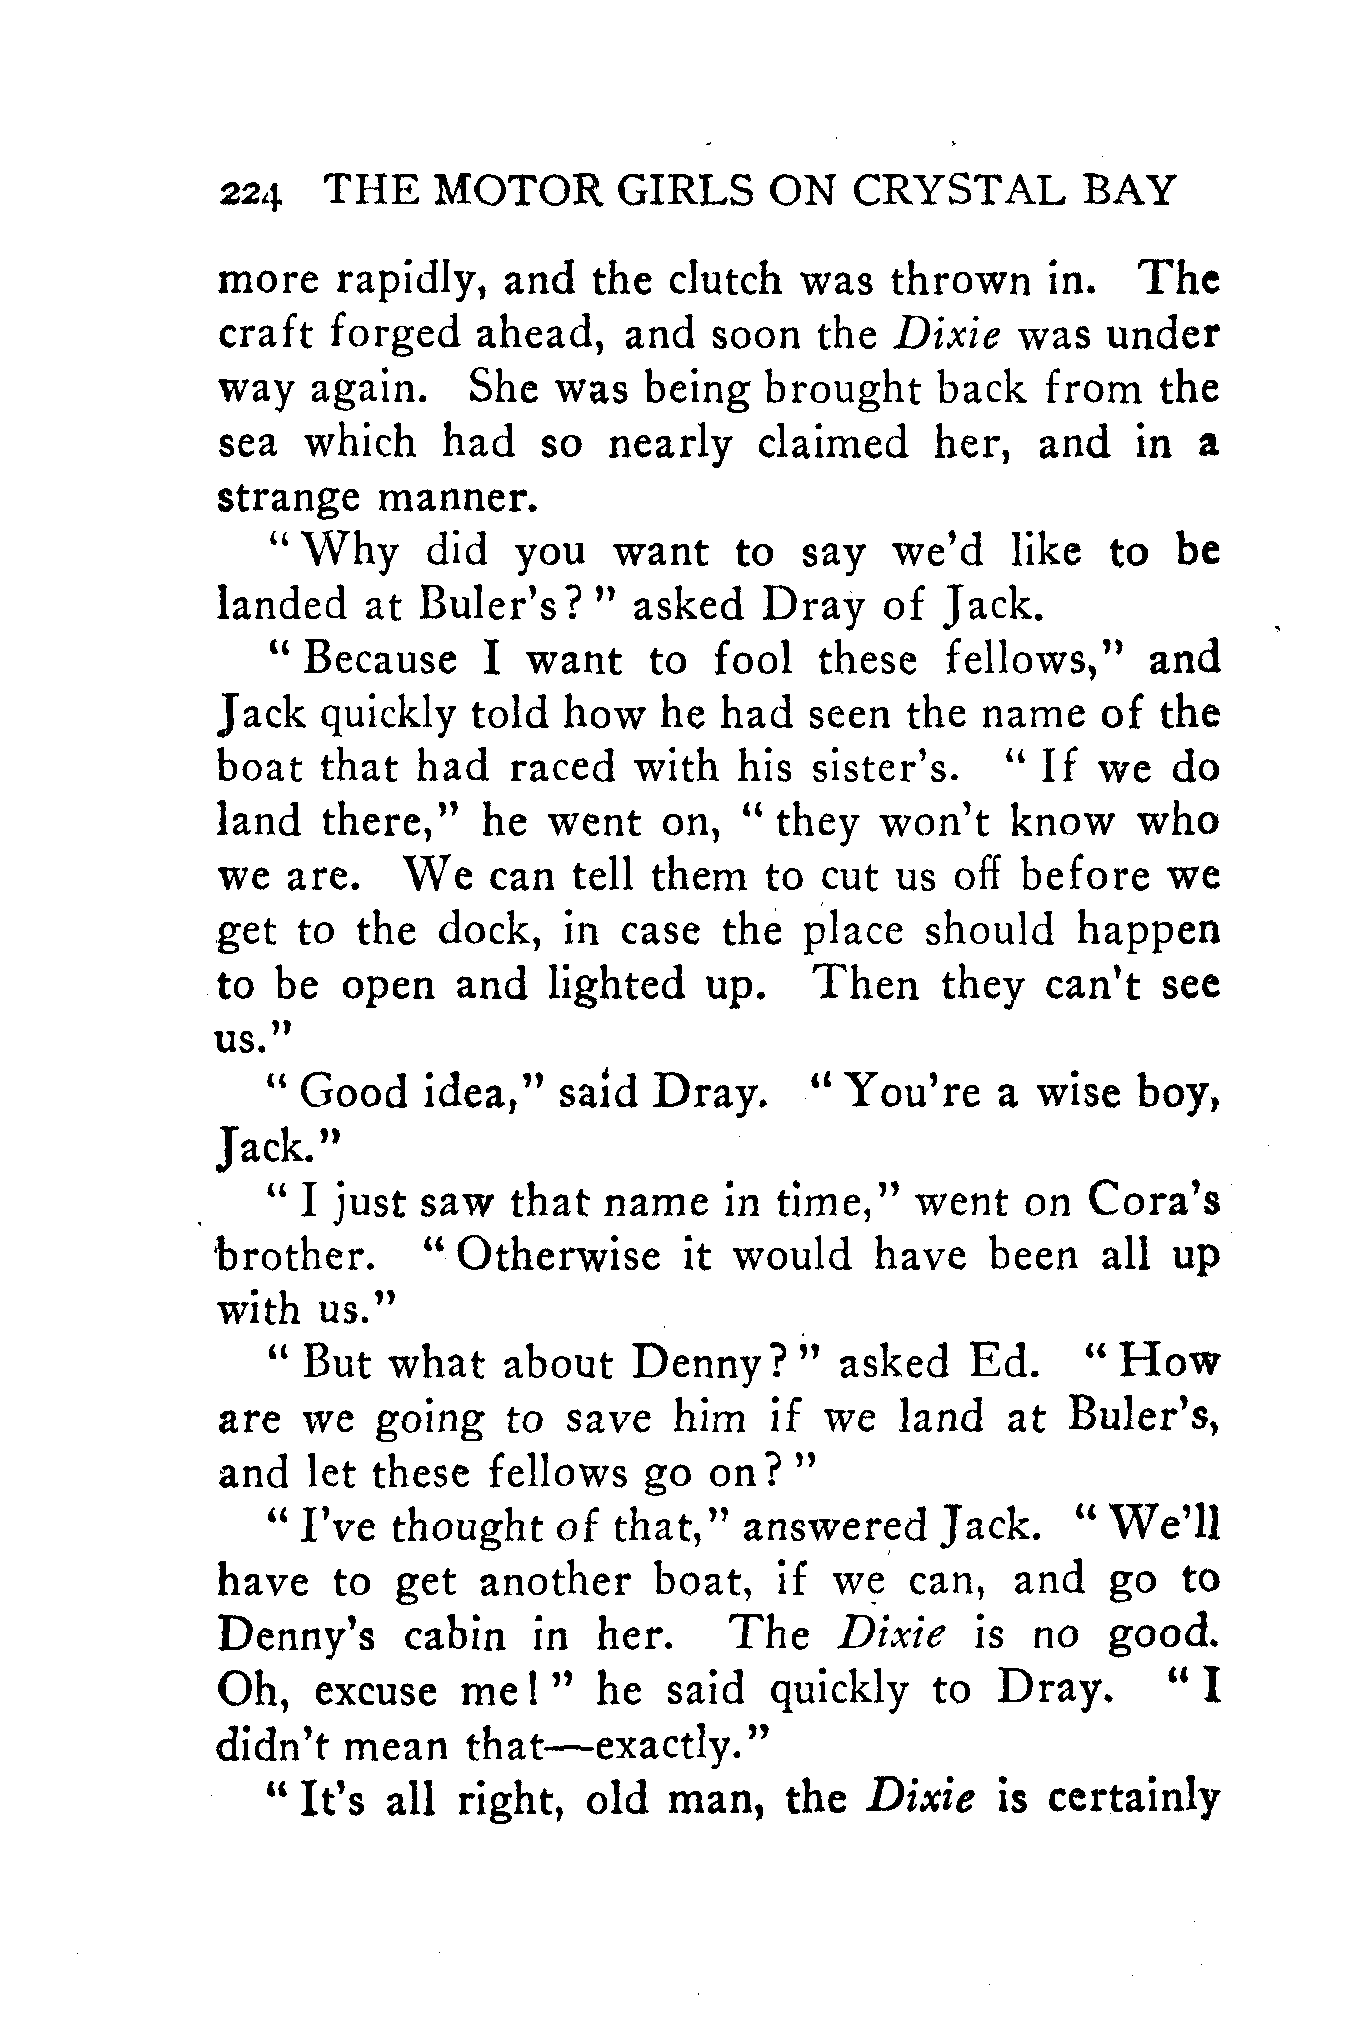 224 THE MOTOR GIRLS ON CRYSTAL BAY
more rapidly, and the clutch was thrown in. The
craft forged ahead, and soon the Dixie was under
way again. She was being brought back from the
sea which had so nearly claimed her, and in a
strange manner.
" Why did you want to say we'd like to be
landed at Buler's? " asked Dray of Jack.
" Because I want to fool these fellows," and
Jack quickly told how he had seen the name of the
boat that had raced with his sister's. " If we do
land there," he went on, " they won't know who
we are. We can tell them to cut us off before we
get to the dock, in case the place should happen
to be open and lighted up. Then they can't see
us."
" Good idea," said Dray. " You're a wise boy,
Jack."
" I just saw that name in time," went on Cora's
brother. " Otherwise it would have been all up
with us."
" But what about Denny? " asked Ed. " How
are we going to save him if we land at Buler's,
and let these fellows go on? "
" I've thought of that," answered Jack. " We'll
have to get another boat, if we can, and go to
Denny's cabin in her. The Dixie is no good.
Oh, excuse me! " he said quickly to Dray. " I
didn't mean that—exactly."
" It's all right, old man, the Dixie is certainly